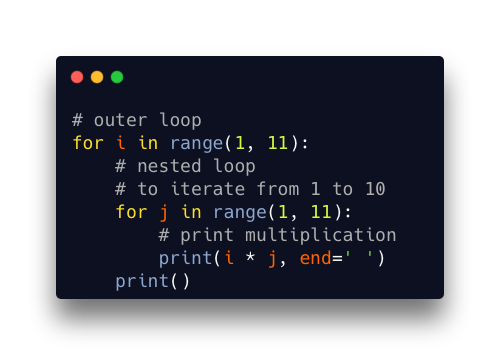 # outer loop
for i in range(1, 11):
    # nested loop
    # to iterate from 1 to 10
    for j in range(1, 11):
        # print multiplication
        print(i * j, end=' ')
    print()